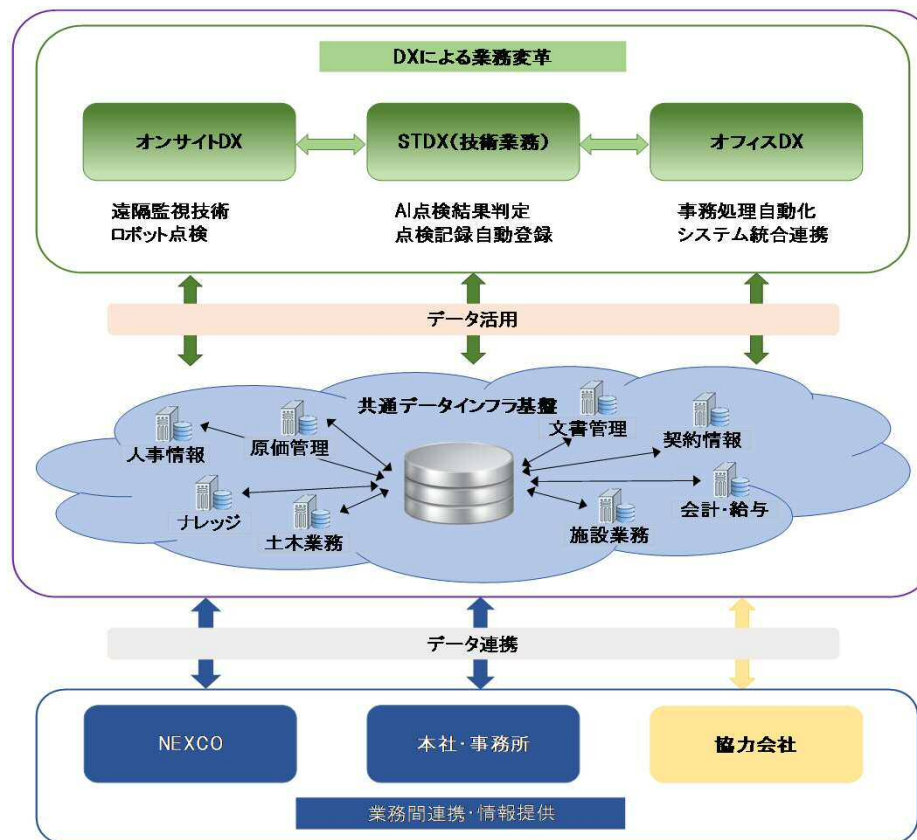 DXによる業務変革
オンサイトDX
STDX(技術業務)
オフィスDX
遠隔監視技術
ロボット点検
AI点検結果判定
点検記録自動登録
事務処理自動化
システム統合連携
データ活用
共通データインフラ基盤
人事情報
原価管理
文書管理
契約情報
ナレッジ
土木業務
施設業務
会計・給与
データ連携
NEXCO
本社・事務所
協力会社
業務間連携・情報提供